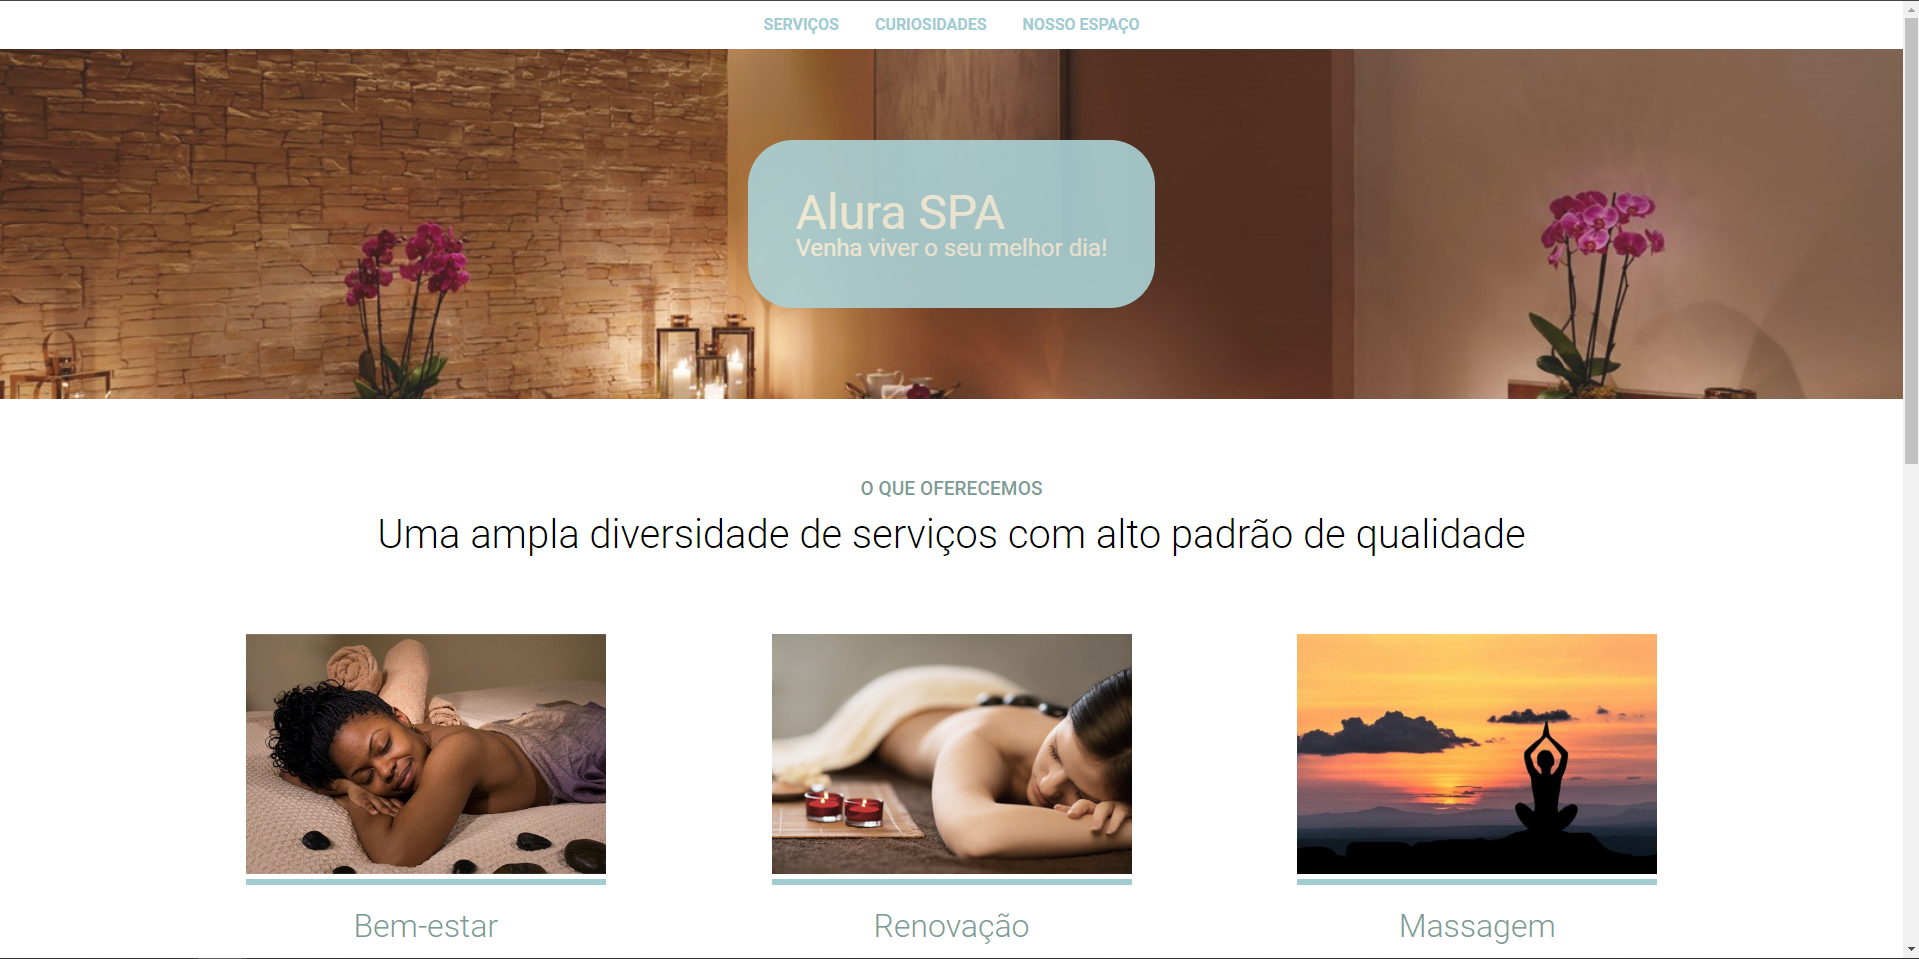 SERVIÇOS CURIOSIDADES NOSSO ESPAÇO
Alura SPA
Venha viver o seu melhor dia!
O QUE OFERECEMOS
Uma ampla diversidade de serviços com alto padrão de qualidade
Bem-estar Renovação Massagem